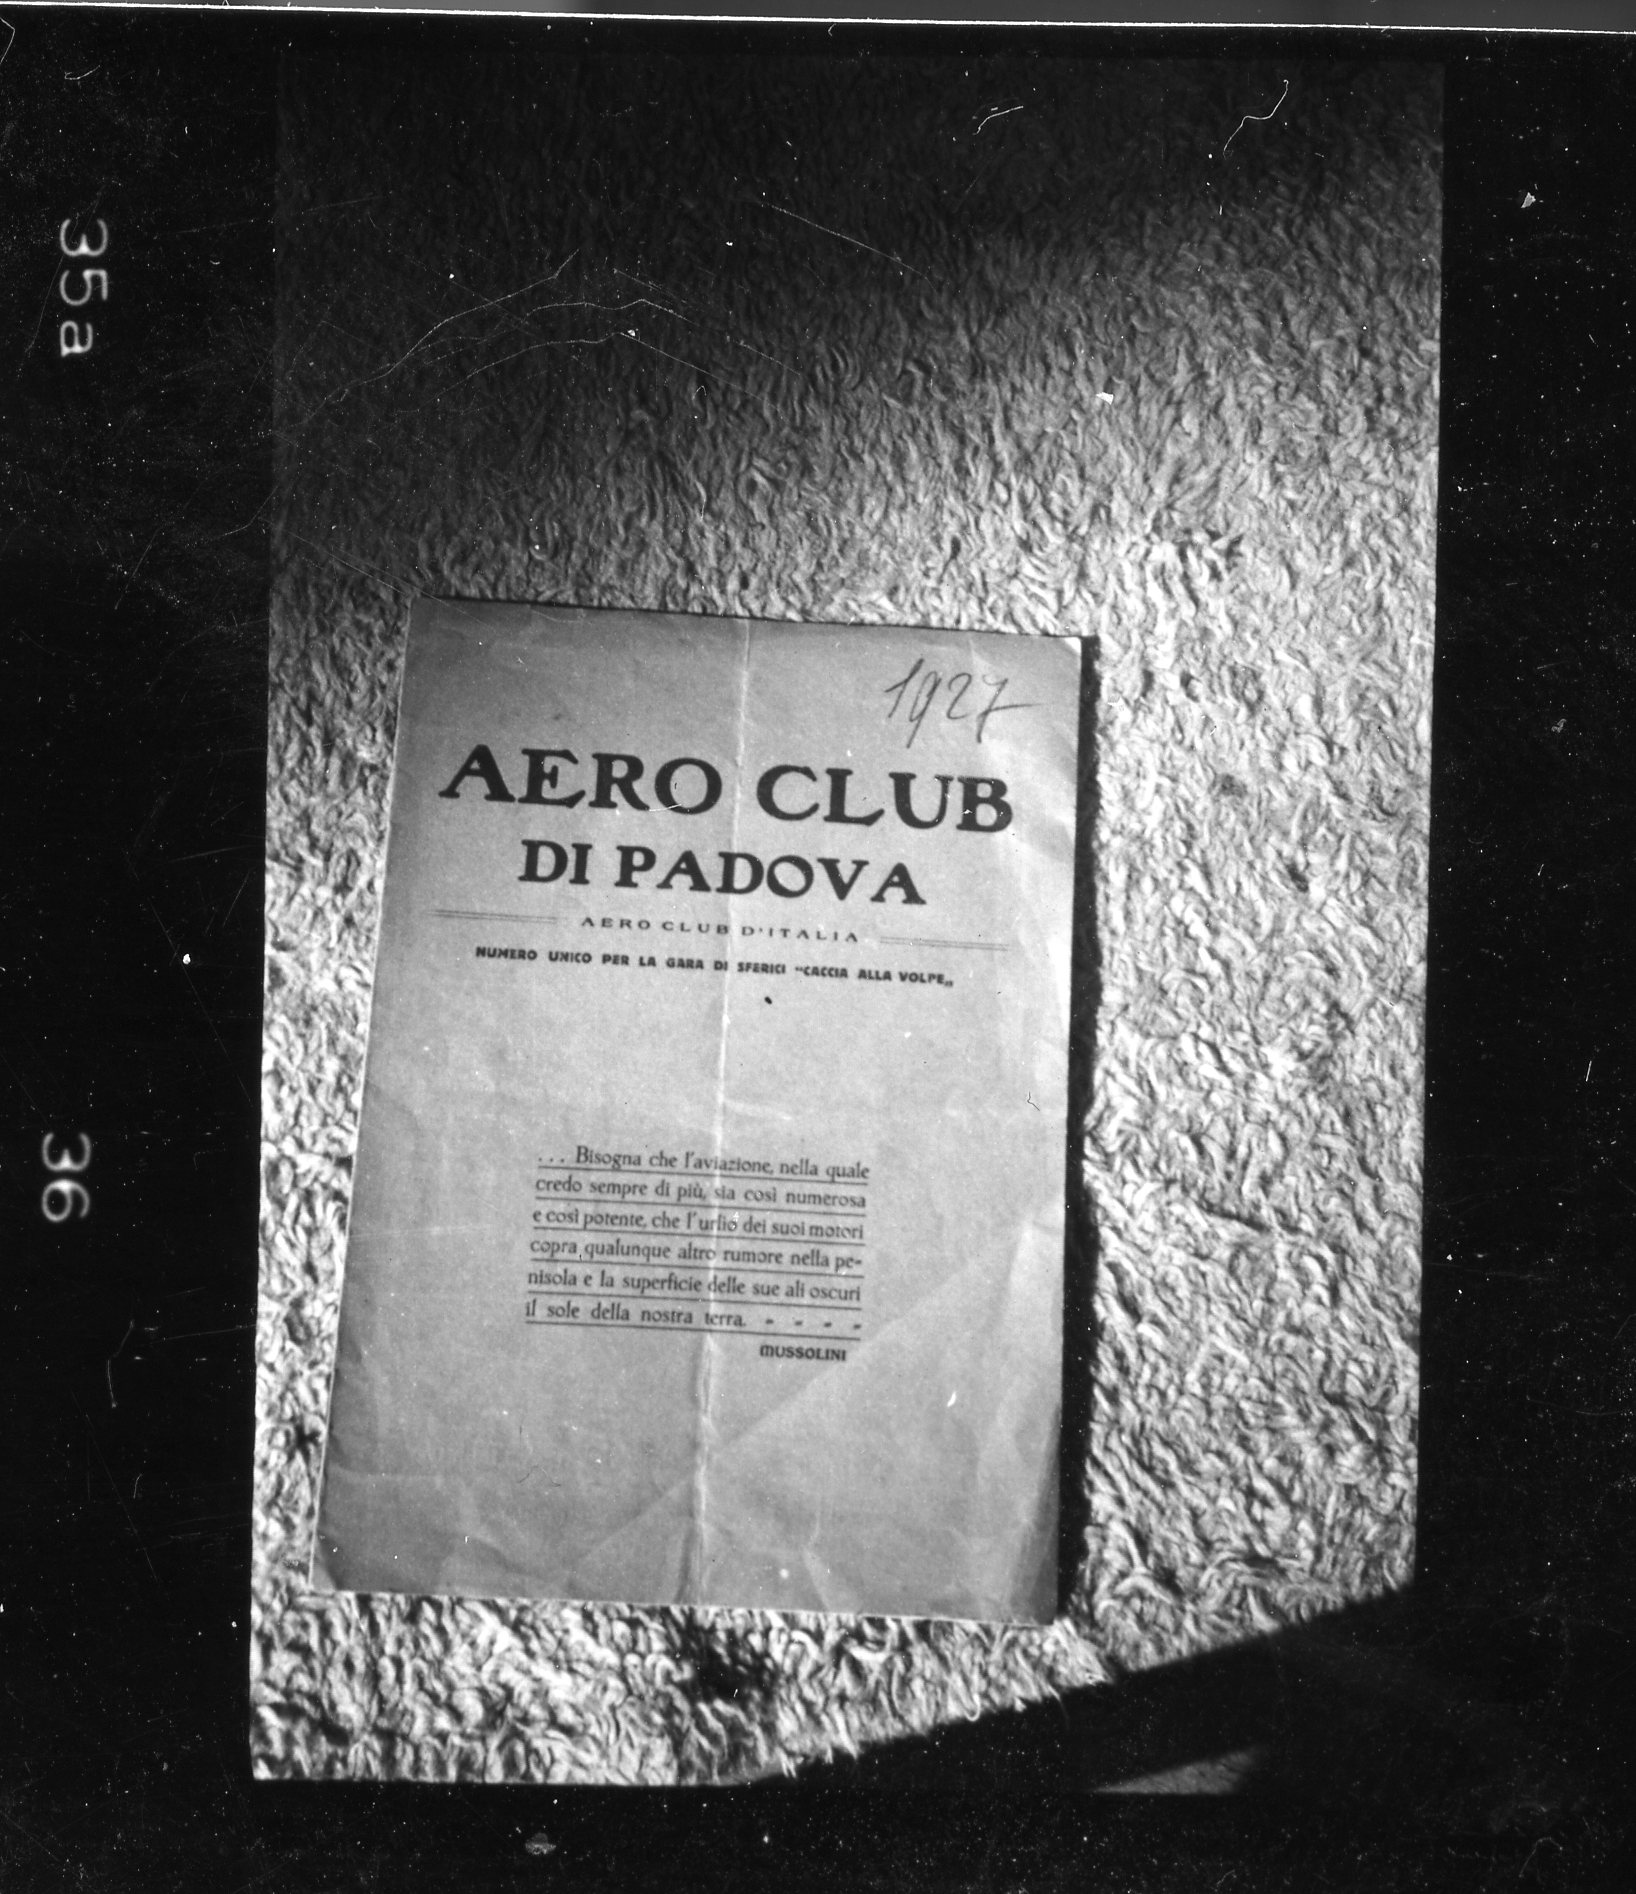 35a
36
1927
AERO CLUB
DI PADOVA
AERO CLUB D'ITALIA
NUMERO UNICO PER LA GARA DI SFERICI "CACCIA ALLA VOLPE„
. . . Bisogna che l'aviazione, nella quale
credo sempre di più, sia così numerosa
e così potente, che l'urlio dei suoi motori
copra qualunque altro rumore nella pe-
nisola e la superficie delle sue ali oscuri
il sole della nostra terra. - - - -
MUSSOLINI